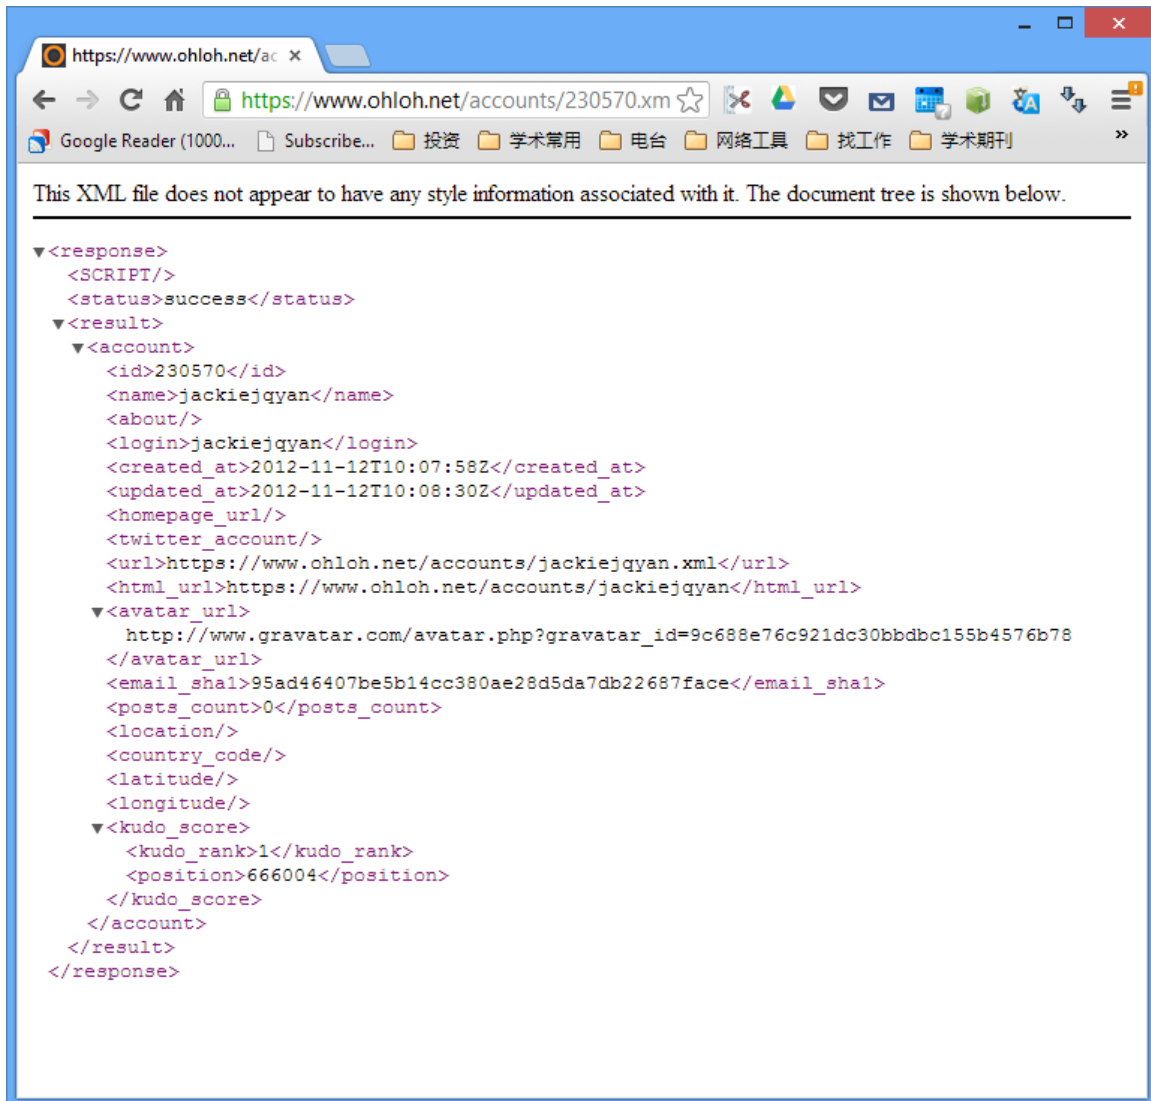 https://www.ohloh.net/ac
https://www.ohloh.net/accounts/230570.xm
Google Reader (1000... Subscribe... 投资 学术常用 电台 网络工具 找工作 学术期刊 »
This XML file does not appear to have any style information associated with it. The document tree is shown below.
▼<response>
<SCRIPT/>
<status>success</status>
▼<result>
▼<account>
<id>230570</id>
<name>jackiejqyan</name>
<about/>
<login>jackiejqyan</login>
<created_at>2012-11-12T10:07:58Z</created_at>
<updated_at>2012-11-12T10:08:30Z</updated_at>
<homepage_url/>
<twitter_account/>
<url>https://www.ohloh.net/accounts/jackiejqyan.xml</url>
<html_url>https://www.ohloh.net/accounts/jackiejqyan</html_url>
▼<avatar_url>
http://www.gravatar.com/avatar.php?gravatar_id=9c688e76c921dc30bbdbc155b4576b78
</avatar_url>
<email_sha1>95ad46407be5b14cc380ae28d5da7db22687face</email_sha1>
<posts_count>0</posts_count>
<location/>
<country_code/>
<latitude/>
<longitude/>
▼<kudo_score>
<kudo_rank>1</kudo_rank>
<position>666004</position>
</kudo_score>
</account>
</result>
</response>